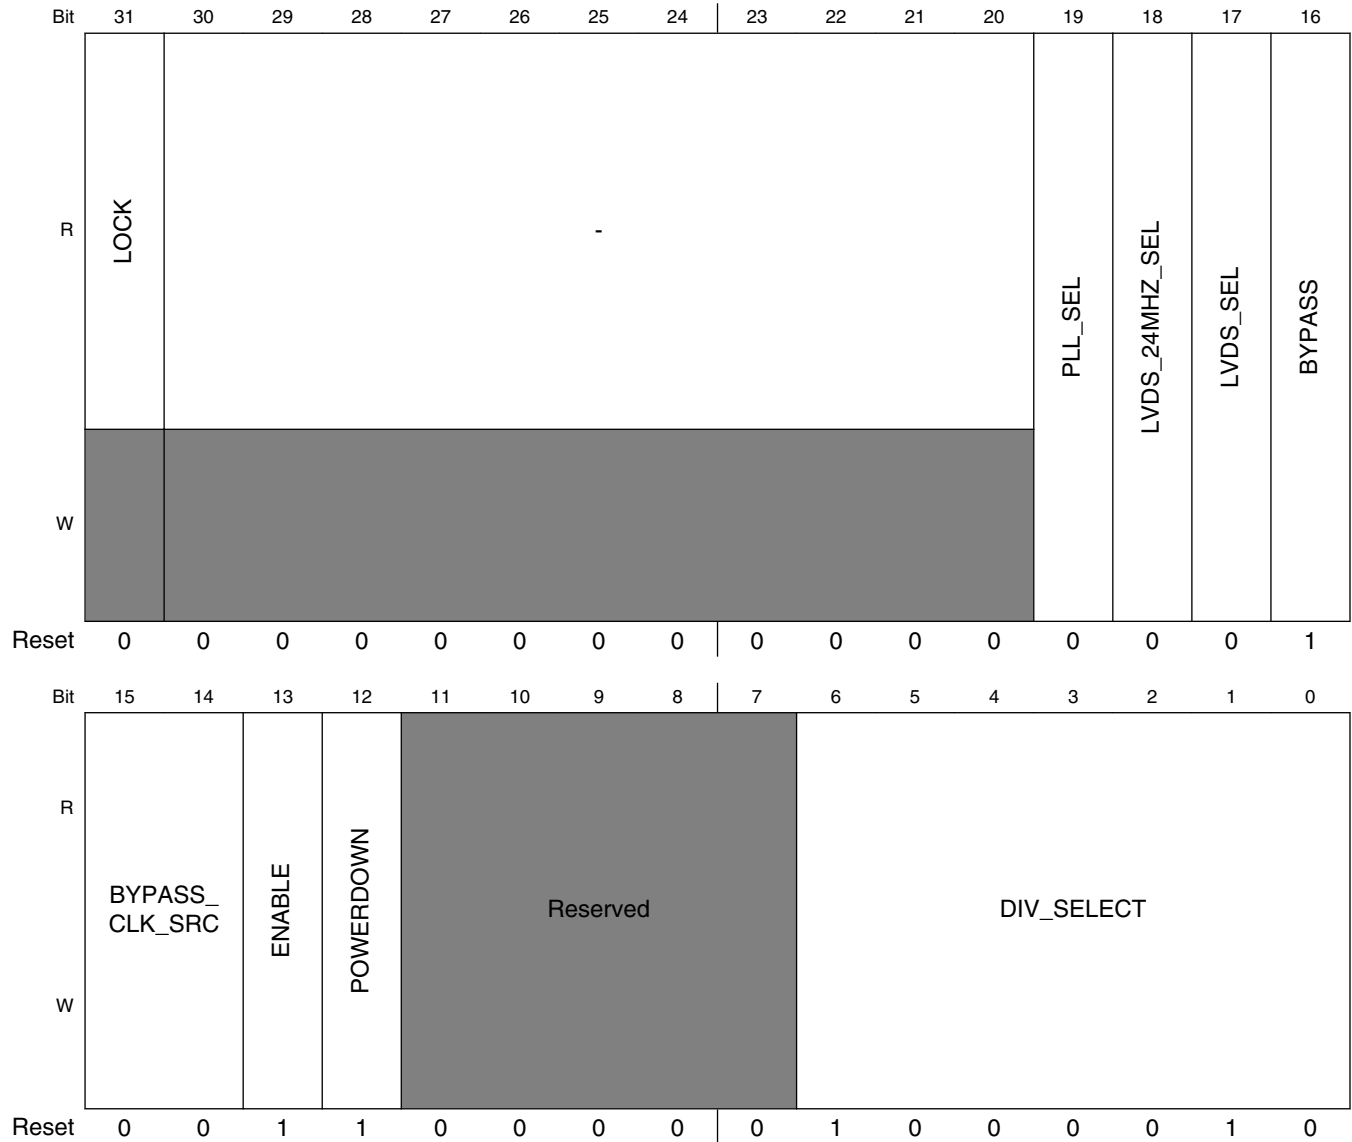 Bit 31 30 29 28 27 26 25 24 23 22 21 20 19 18 17 16
R LOCK - PLL_SEL LVDS_24MHZ_SEL LVDS_SEL BYPASS
W
Reset 0 0 0 0 0 0 0 0 0 0 0 0 0 0 0 1
Bit 15 14 13 12 11 10 9 8 7 6 5 4 3 2 1 0
R
BYPASS_
CLK_SRC ENABLE POWERDOWN Reserved DIV_SELECT
W
Reset 0 0 1 1 0 0 0 0 0 1 0 0 0 0 1 0